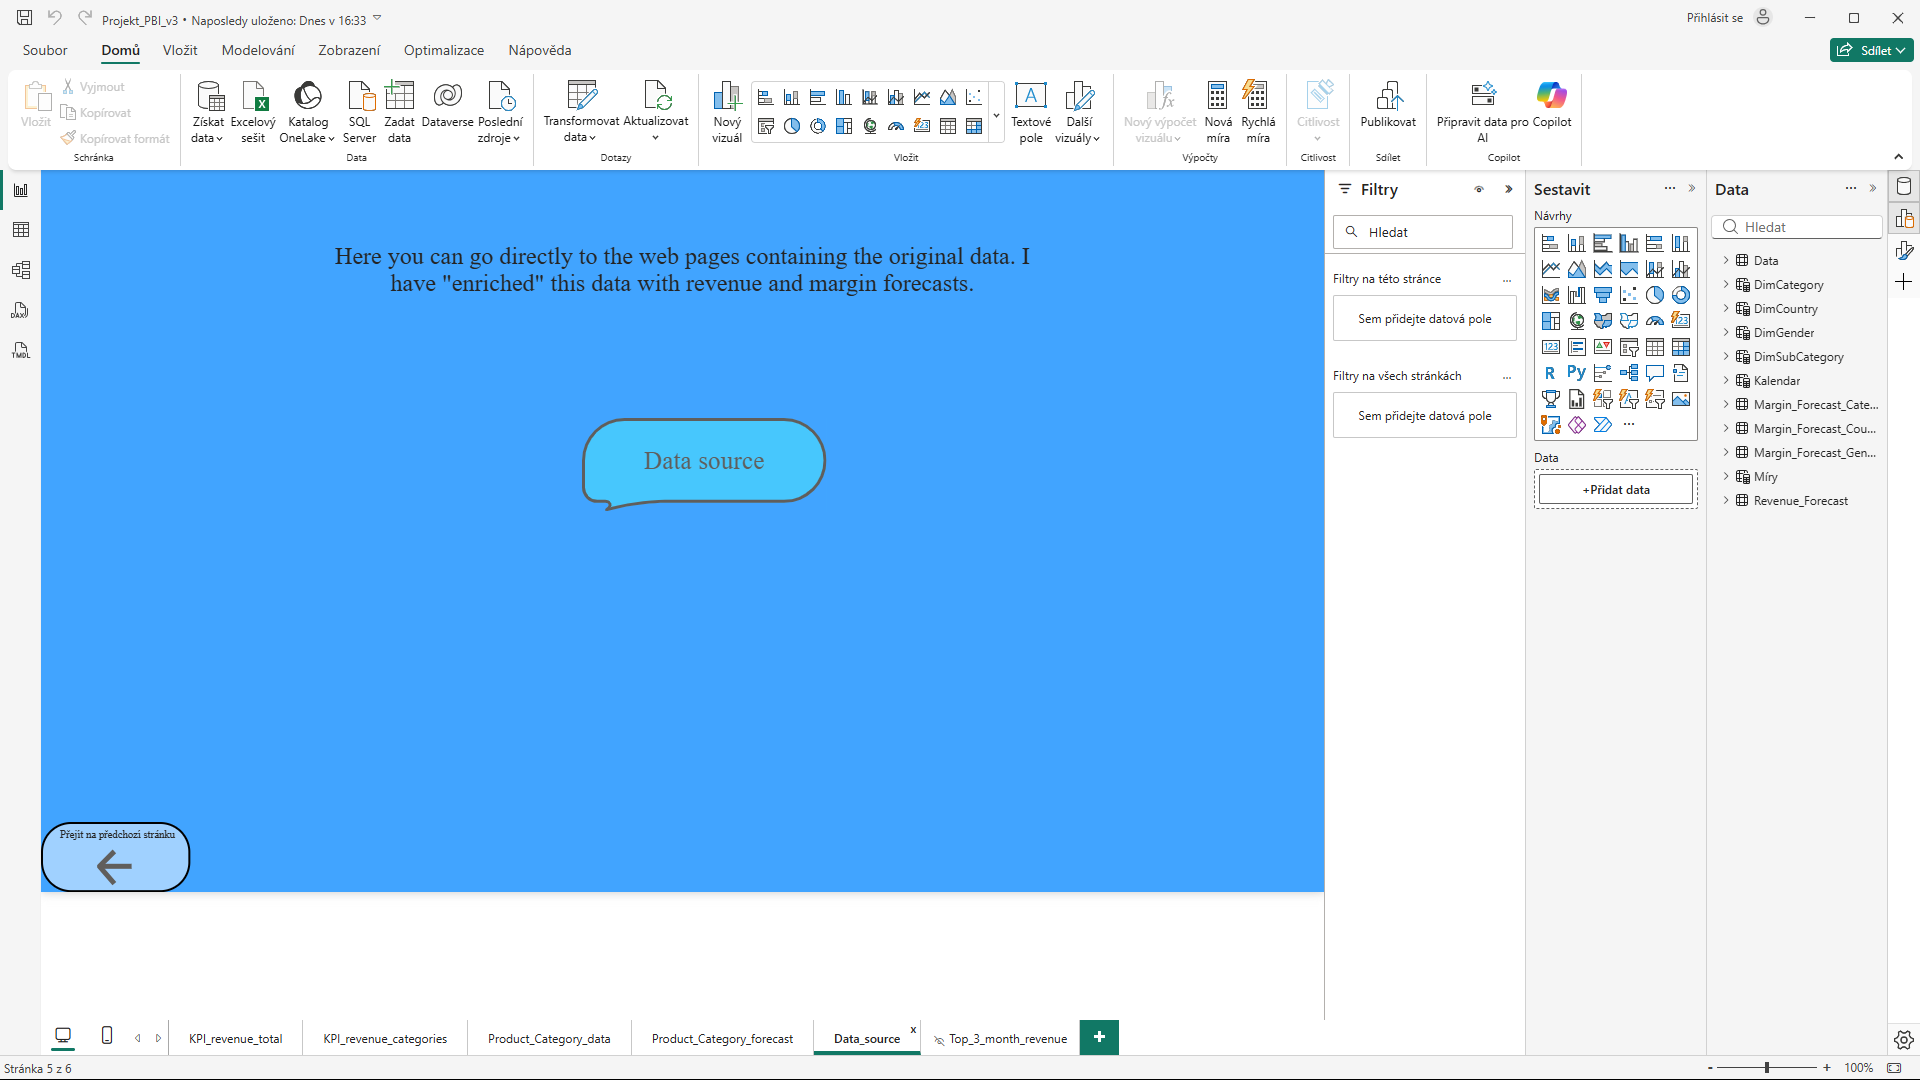 Projekt_PBI_v3 • Naposledy uloženo: Dnes v 16:33
Přihlásit se
Soubor
Domů
Vložit
Modelování
Zobrazení
Optimalizace
Nápověda
Sdílet
Vložit
Vyjmout
Kopírovat
Kopírovat formát
Schránka
Získat
data
Excelový
sešit
Katalog
OneLake
SQL
Server
Zadat
data
Dataverse
Poslední
zdroje
Data
Transformovat
data
Aktualizovat
Dotazy
Nový
vizuál
Textové
pole
Další
vizuály
Vložit
Nový výpočet
vizuálu
Nová
míra
Rychlá
míra
Výpočty
Citlivost
Citlivost
Publikovat
Sdílet
Připravit data pro
AI
Copilot
Copilot
DAX
TMDL
Here you can go directly to the web pages containing the original data. I
have "enriched" this data with revenue and margin forecasts.
Data source
Přejít na předchozí stránku
Filtry
Hledat
Filtry na této stránce
...
Sem přidejte datová pole
Filtry na všech stránkách
...
Sem přidejte datová pole
Sestavit
Návrhy
123
123
R
Py
Data
+Přidat data
Data
Hledat
Data
DimCategory
DimCountry
DimGender
DimSubCategory
Kalendar
Margin_Forecast_Cate...
Margin_Forecast_Cou...
Margin_Forecast_Gen...
Míry
Revenue_Forecast
KPI_revenue_total
KPI_revenue_categories
Product_Category_data
Product_Category_forecast
Data_source
x
Top_3_month_revenue
+
Stránka 5 z 6
-
+
100%